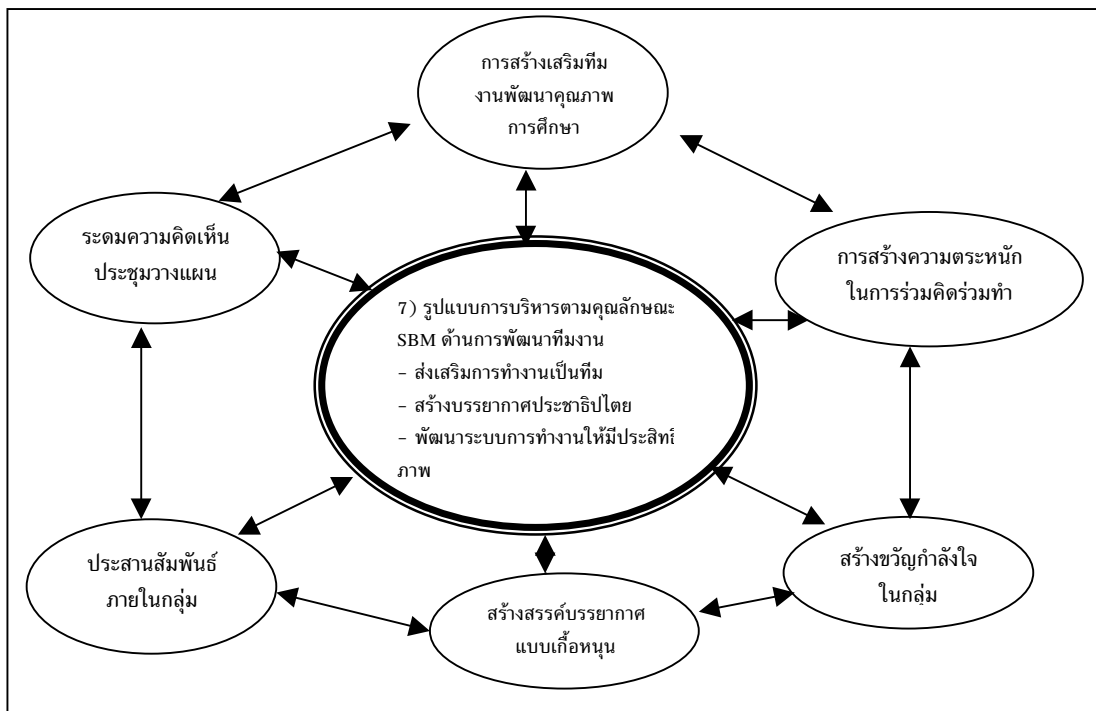 การสร้างเสริมทีม
งานพัฒนาคุณภาพ
การศึกษา
ระดมความคิดเห็น
ประชุมวางแผน
การสร้างความตระหนัก
ในการร่วมคิดร่วมทำ
7) รูปแบบการบริหารตามคุณลักษณะ
SBM ด้านการพัฒนาทีมงาน
- ส่งเสริมการทำงานเป็นทีม
- สร้างบรรยากาศประชาธิปไตย
- พัฒนาระบบการทำงานให้มีประสิทธิ
ภาพ
ประสานสัมพันธ์
ภายในกลุ่ม
สร้างขวัญกำลังใจ
ในกลุ่ม
สร้างสรรค์บรรยากาศ
แบบเกื้อหนุน